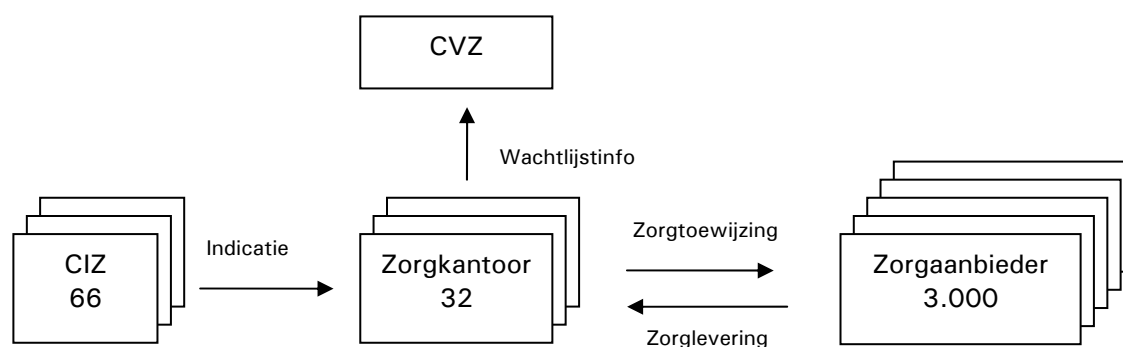 CVZ
Wachtlijstinfo
CIZ
66
Indicatie
Zorgkantoor
32
Zorgtoewijzing
Zorglevering
Zorgaanbieder
3.000